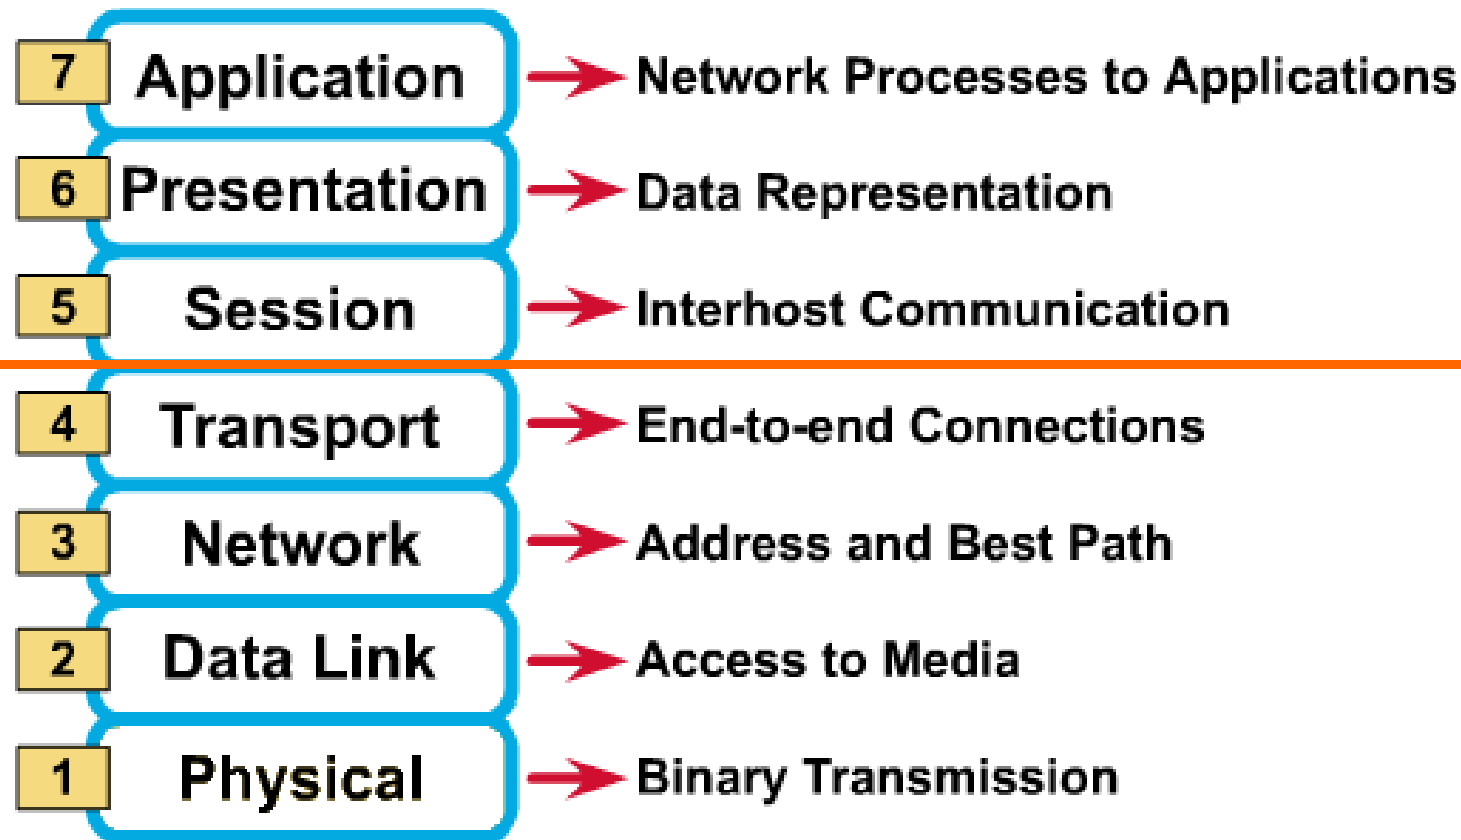 7 Application Network Processes to Applications
6 Presentation Data Representation
5 Session Interhost Communication
4 Transport End-to-end Connections
3 Network Address and Best Path
2 Data Link Access to Media
1 Physical Binary Transmission